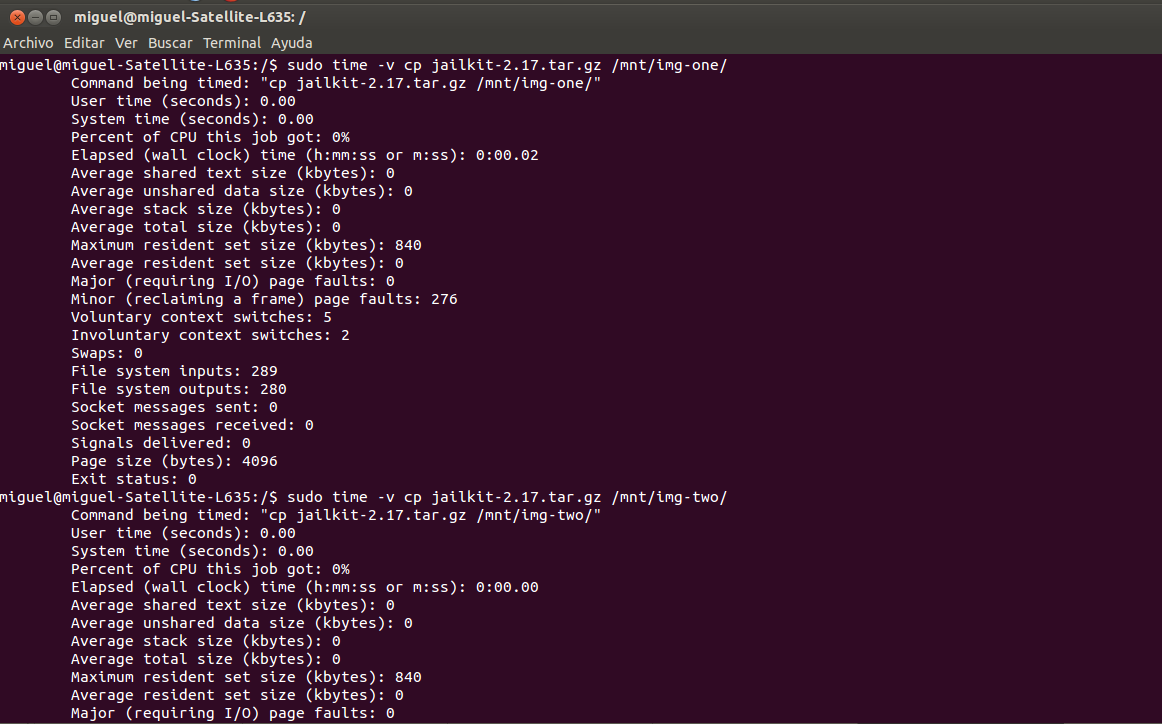 miguel@miguel-Satellite-L635: /
Archivo Editar Ver Buscar Terminal Ayuda
miguel@miguel-Satellite-L635:/$ sudo time -v cp jailkit-2.17.tar.gz /mnt/img-one/
Command being timed: "cp jailkit-2.17.tar.gz /mnt/img-one/"
User time (seconds): 0.00
System time (seconds): 0.00
Percent of CPU this job got: 0%
Elapsed (wall clock) time (h:mm:ss or m:ss): 0:00.02
Average shared text size (kbytes): 0
Average unshared data size (kbytes): 0
Average stack size (kbytes): 0
Average total size (kbytes): 0
Maximum resident set size (kbytes): 840
Average resident set size (kbytes): 0
Major (requiring I/O) page faults: 0
Minor (reclaiming a frame) page faults: 276
Voluntary context switches: 5
Involuntary context switches: 2
Swaps: 0
File system inputs: 289
File system outputs: 280
Socket messages sent: 0
Socket messages received: 0
Signals delivered: 0
Page size (bytes): 4096
Exit status: 0
miguel@miguel-Satellite-L635:/$ sudo time -v cp jailkit-2.17.tar.gz /mnt/img-two/
Command being timed: "cp jailkit-2.17.tar.gz /mnt/img-two/"
User time (seconds): 0.00
System time (seconds): 0.00
Percent of CPU this job got: 0%
Elapsed (wall clock) time (h:mm:ss or m:ss): 0:00.00
Average shared text size (kbytes): 0
Average unshared data size (kbytes): 0
Average stack size (kbytes): 0
Average total size (kbytes): 0
Maximum resident set size (kbytes): 840
Average resident set size (kbytes): 0
Major (requiring I/O) page faults: 0